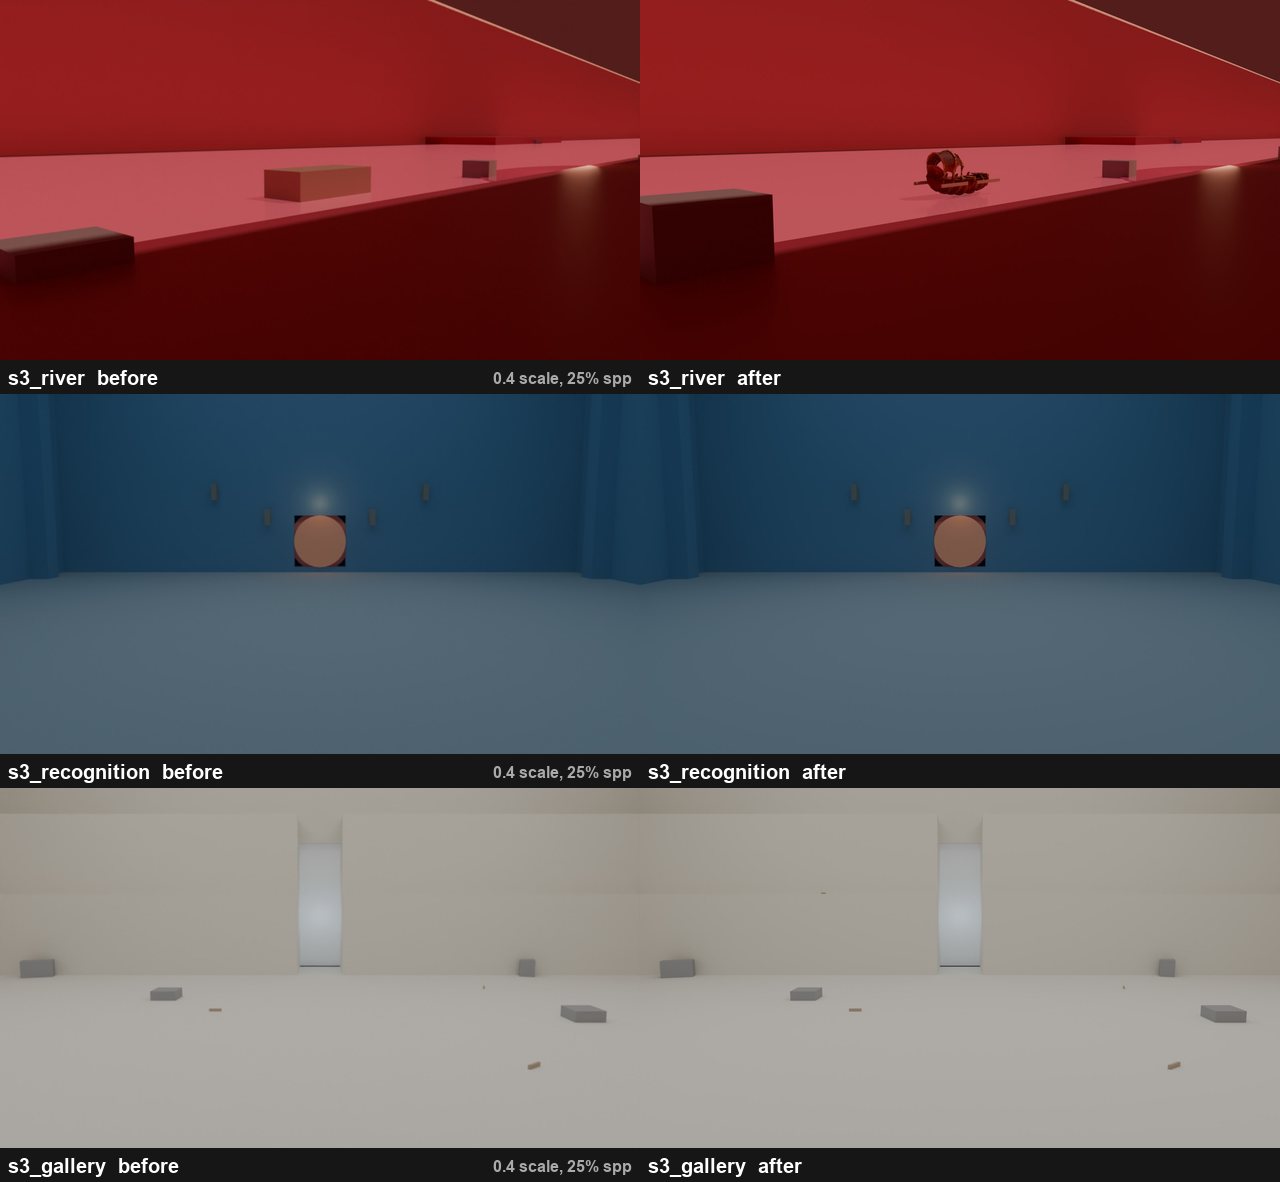 s3_river before 0.4 scale, 25% spp s3_river after
s3_recognition before 0.4 scale, 25% spp s3_recognition after
s3_gallery before 0.4 scale, 25% spp s3_gallery after